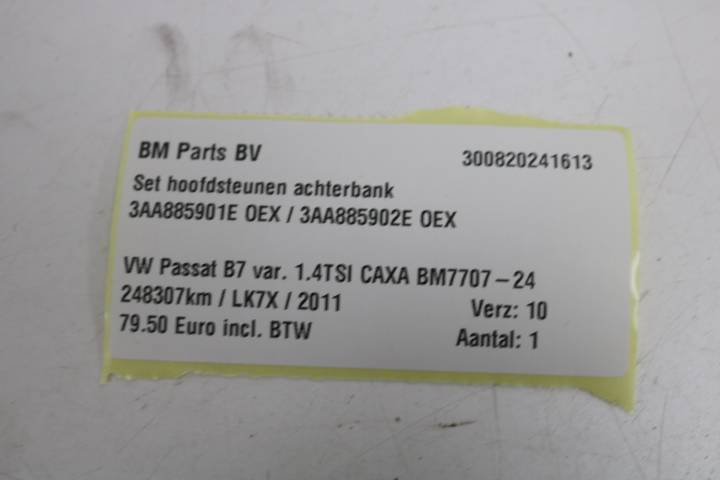 BM Parts BV 300820241613
Set hoofdsteunen achterbank
3AA885901E OEX / 3AA885902E OEX
VW Passat B7 var. 1.4TSI CAXA BM7707-24
248307km / LK7X / 2011 Verz: 10
79.50 Euro incl. BTW Aantal: 1